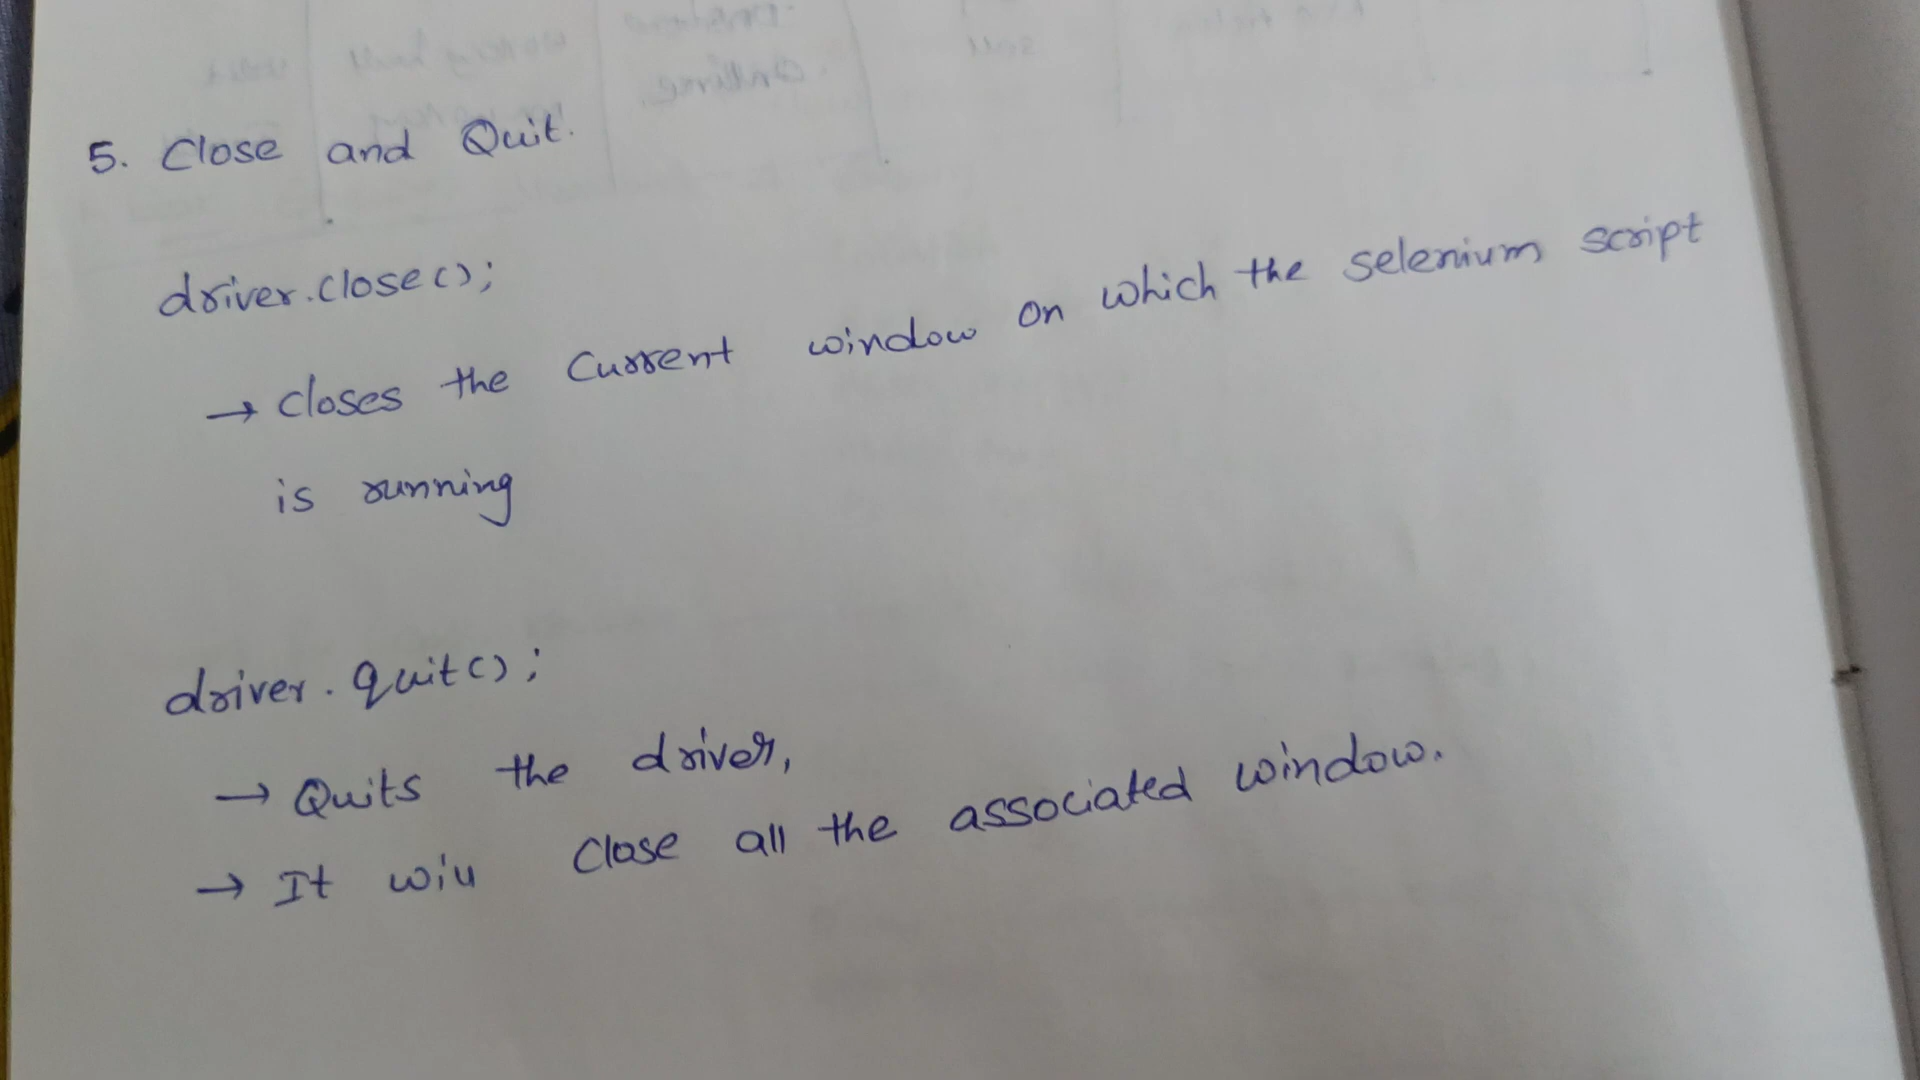 5. Close and Quit.
driver.close();
→ Closes the Current window on which the selenium script
is running
driver.quit();
→ Quits the driver,
→ It will Close all the associated window.